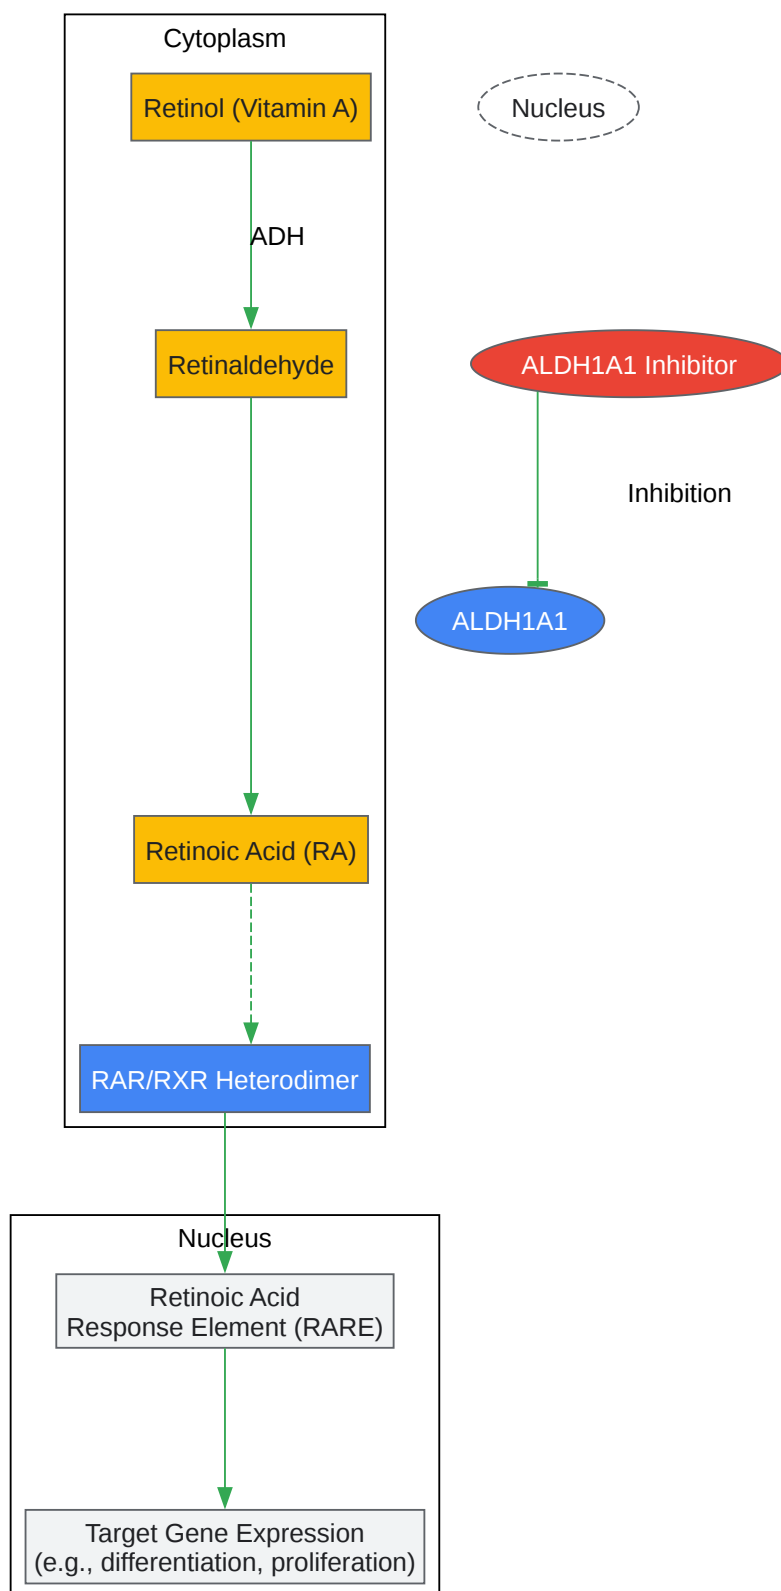 Cytoplasm
Retinol (Vitamin A)
Nucleus
ADH
Retinaldehyde
ALDH1A1 Inhibitor
Inhibition
ALDH1A1
Retinoic Acid (RA)
RAR/RXR Heterodimer
Nucleus
Retinoic Acid
Response Element (RARE)
Target Gene Expression
(e.g., differentiation, proliferation)